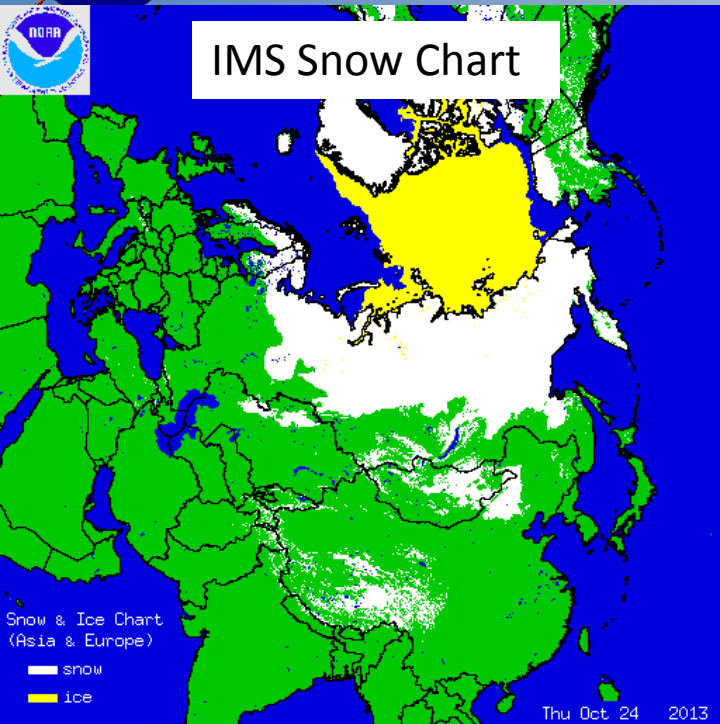 NOAA
IMS Snow Chart
Snow & Ice Chart
(Asia & Europe)
snow
ice
Thu Oct 24 2013